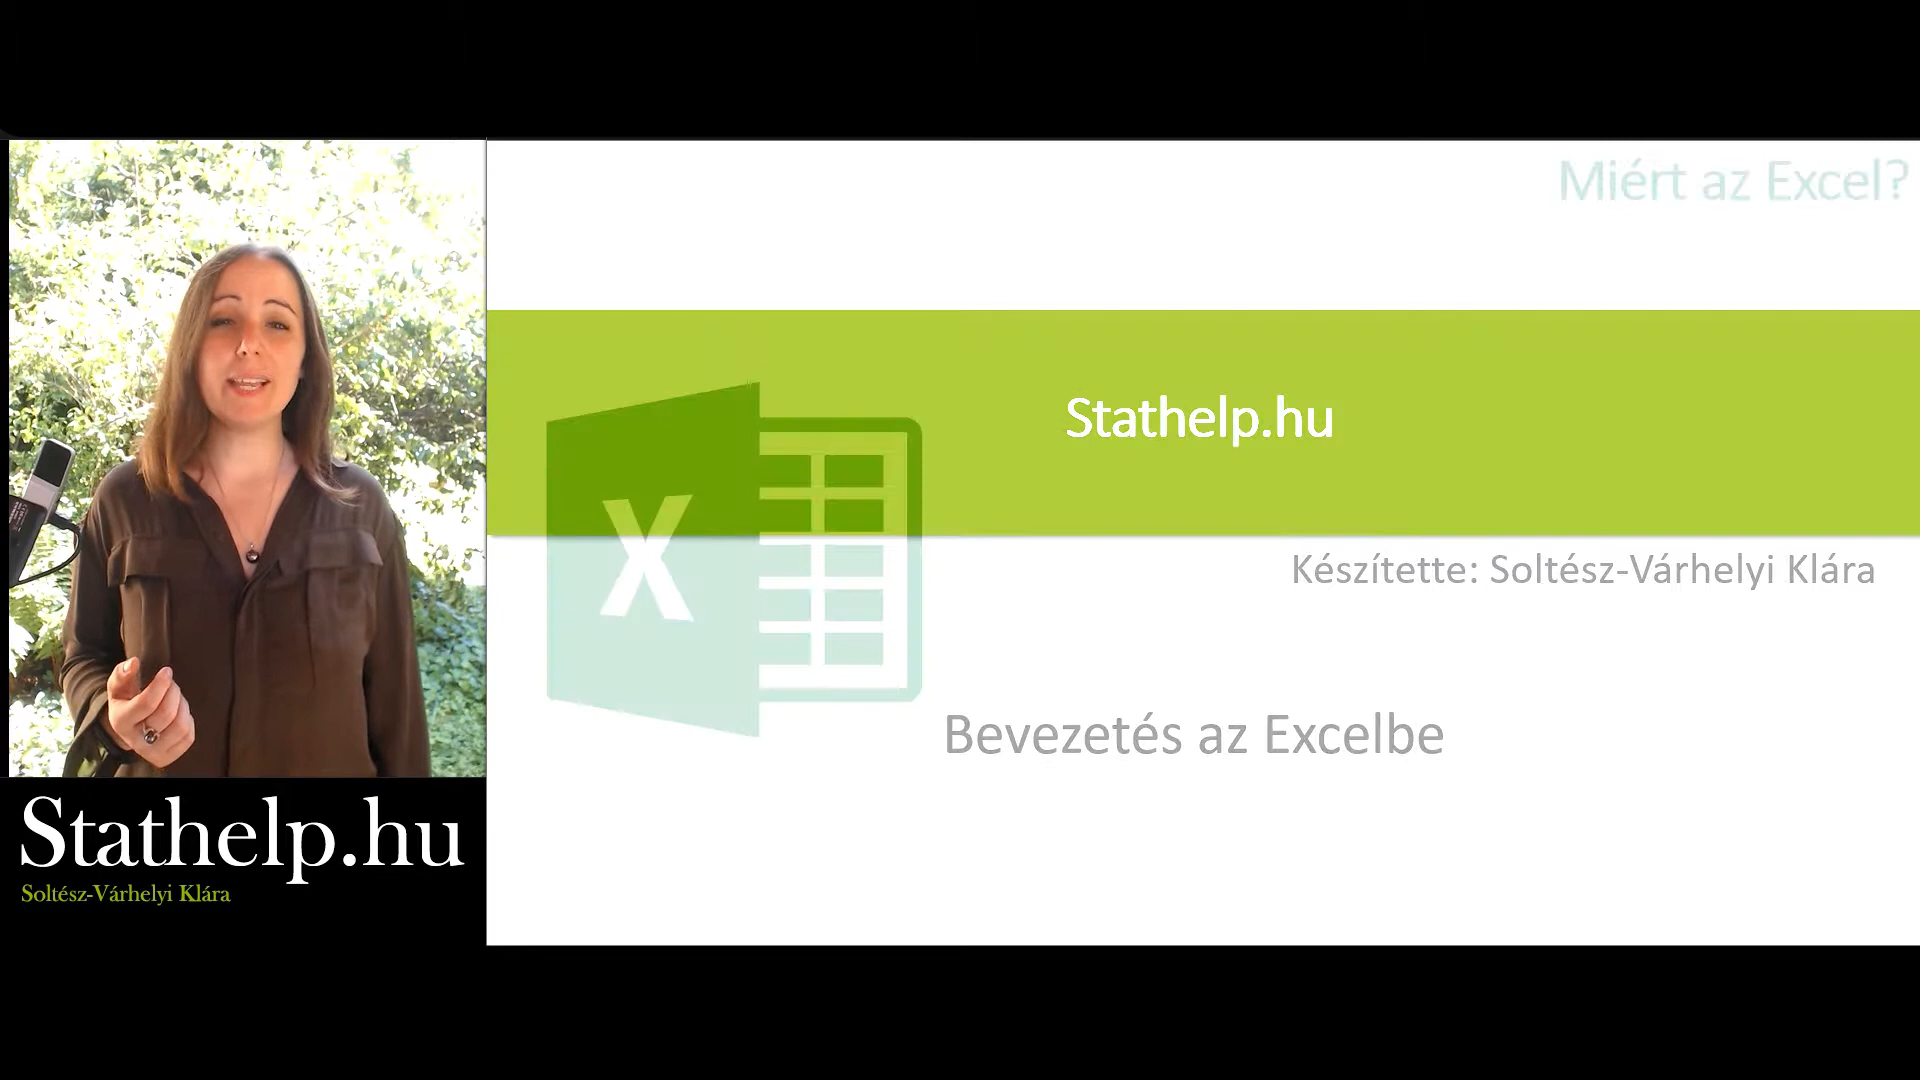 Miért az Excel?
Stathelp.hu
X
Készítette: Soltész-Várhelyi Klára
Bevezetés az Excelbe
Stathelp.hu
Soltész-Várhelyi Klára